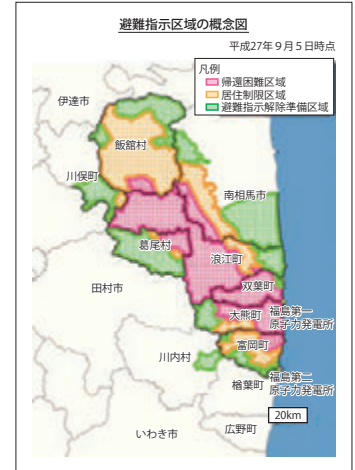 避難指示区域の概念図
平成27年9月5日時点
凡例
帰還困難区域
居住制限区域
避難指示解除準備区域
伊達市
飯舘村
川俣町
南相馬市
葛尾村
浪江町
田村市
双葉町
大熊町
福島第一
原子力発電所
富岡町
川内村
福島第二
原子力発電所
楢葉町
20km
いわき市
広野町